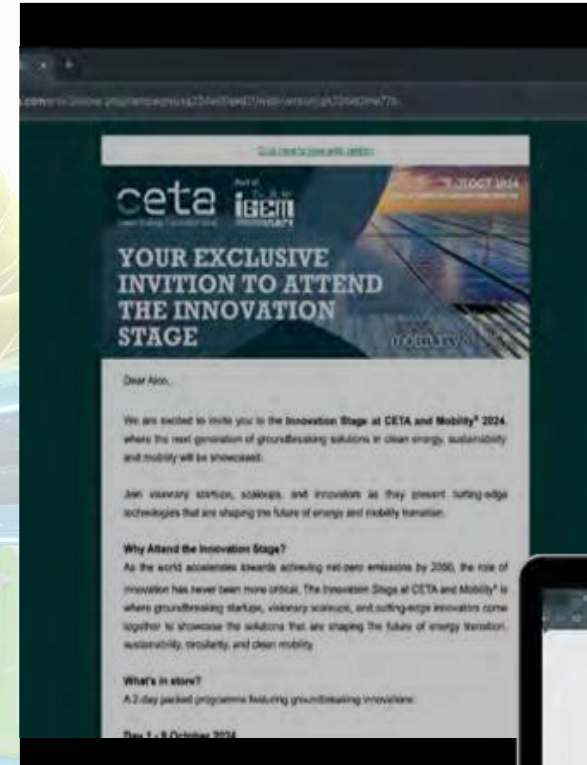 ceta
Part of
iGEM
YOUR EXCLUSIVE
INVITION TO ATTEND
THE INNOVATION
STAGE
Dear Alon,
We are excited to invite you to the Innovation Stage at CETA and Mobility⁺ 2024,
where the next generation of groundbreaking solutions in clean energy, sustainability
and mobility will be showcased.
Join visionary startups, scaleups, and innovators as they present cutting-edge
technologies that are shaping the future of energy and mobility transition.
Why Attend the Innovation Stage?
As the world accelerates towards achieving net-zero emissions by 2050, the role of
innovation has never been more critical. The Innovation Stage at CETA and Mobility⁺ is
where groundbreaking startups, visionary scaleups, and cutting-edge innovators come
together to showcase the solutions that are shaping the future of energy transition,
sustainability, circularity, and clean mobility.
What's in store?
A 2-day packed programme featuring groundbreaking innovations:
Day 1 - 9 October 2024